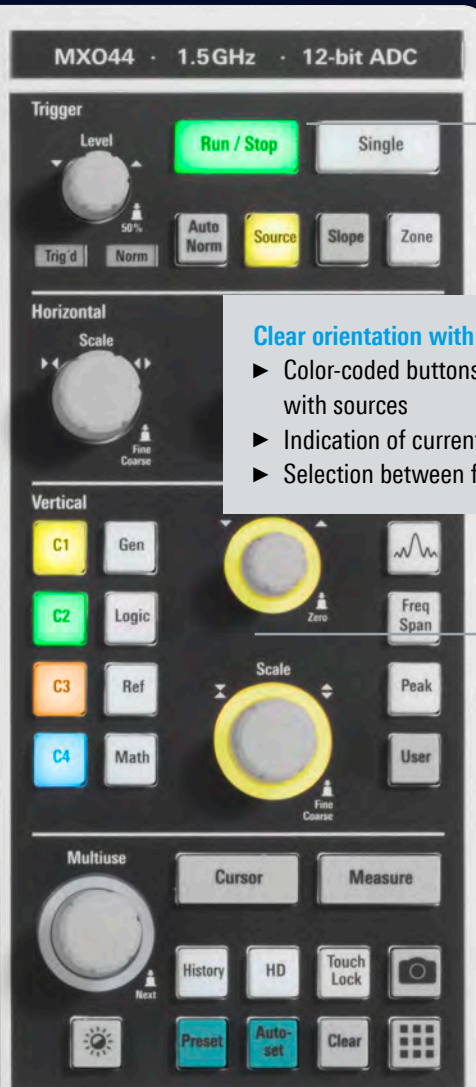 MXO44 · 1.5 GHz · 12-bit ADC
Trigger
Level
Run / Stop
Single
50%
Trig'd
Norm
Auto
Norm
Source
Slope
Zone
Horizontal
Scale
Fine
Coarse
Clear orientation with
► Color-coded buttons
with sources
► Indication of current
► Selection between f
Vertical
C1
Gen
C2
Logic
C3
Ref
C4
Math
Zero
Scale
Fine
Coarse
Freq
Span
Peak
User
Multiuse
Next
Cursor
Measure
History
HD
Touch
Lock
Preset
Auto-
set
Clear